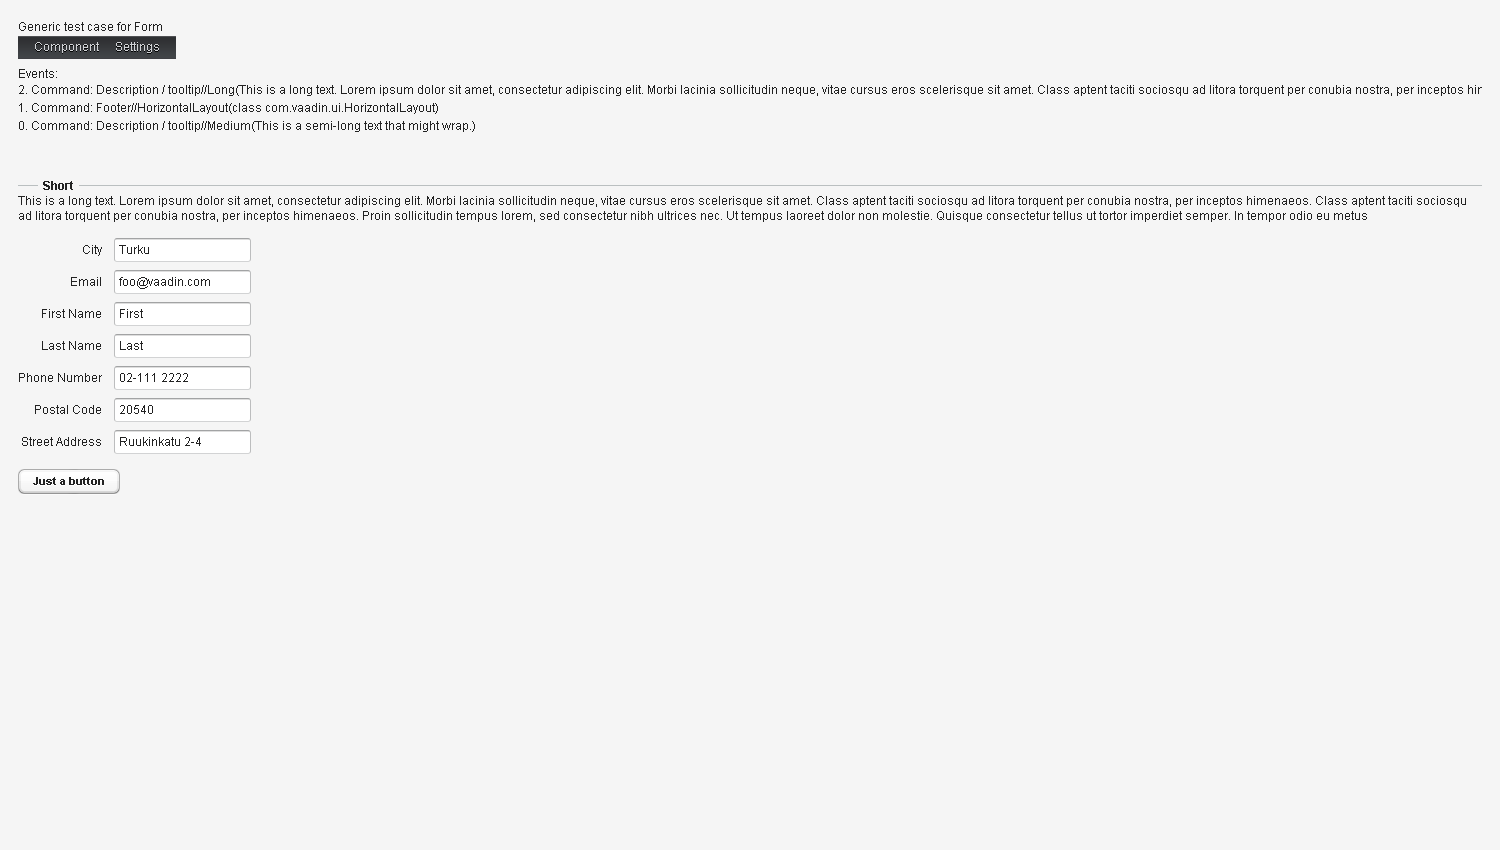 Generic test case for Form
Component Settings
Events:
2. Command: Description / tooltip//Long(This is a long text. Lorem ipsum dolor sit amet, consectetur adipiscing elit. Morbi lacinia sollicitudin neque, vitae cursus eros scelerisque sit amet. Class aptent taciti sociosqu ad litora torquent per conubia nostra, per inceptos hir
1. Command: Footer//HorizontalLayout(class com.vaadin.ui.HorizontalLayout)
0. Command: Description / tooltip//Medium(This is a semi-long text that might wrap.)
Short
This is a long text. Lorem ipsum dolor sit amet, consectetur adipiscing elit. Morbi lacinia sollicitudin neque, vitae cursus eros scelerisque sit amet. Class aptent taciti sociosqu ad litora torquent per conubia nostra, per inceptos himenaeos. Class aptent taciti sociosqu
ad litora torquent per conubia nostra, per inceptos himenaeos. Proin sollicitudin tempus lorem, sed consectetur nibh ultrices nec. Ut tempus laoreet dolor non molestie. Quisque consectetur tellus ut tortor imperdiet semper. In tempor odio eu metus
City Turku
Email foo@vaadin.com
First Name First
Last Name Last
Phone Number 02-111 2222
Postal Code 20540
Street Address Ruukinkatu 2-4
Just a button